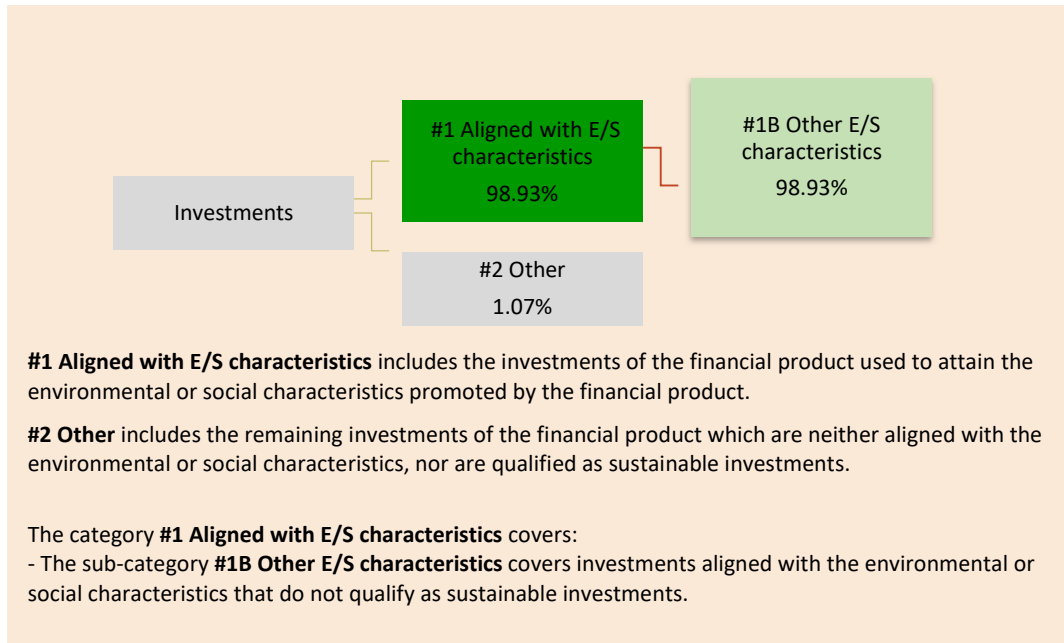 #1 Aligned with E/S
characteristics
98.93%
#1B Other E/S
characteristics
98.93%
Investments
#2 Other
1.07%
#1 Aligned with E/S characteristics includes the investments of the financial product used to attain the
environmental or social characteristics promoted by the financial product.
#2 Other includes the remaining investments of the financial product which are neither aligned with the
environmental or social characteristics, nor are qualified as sustainable investments.
The category #1 Aligned with E/S characteristics covers:
- The sub-category #1B Other E/S characteristics covers investments aligned with the environmental or
social characteristics that do not qualify as sustainable investments.